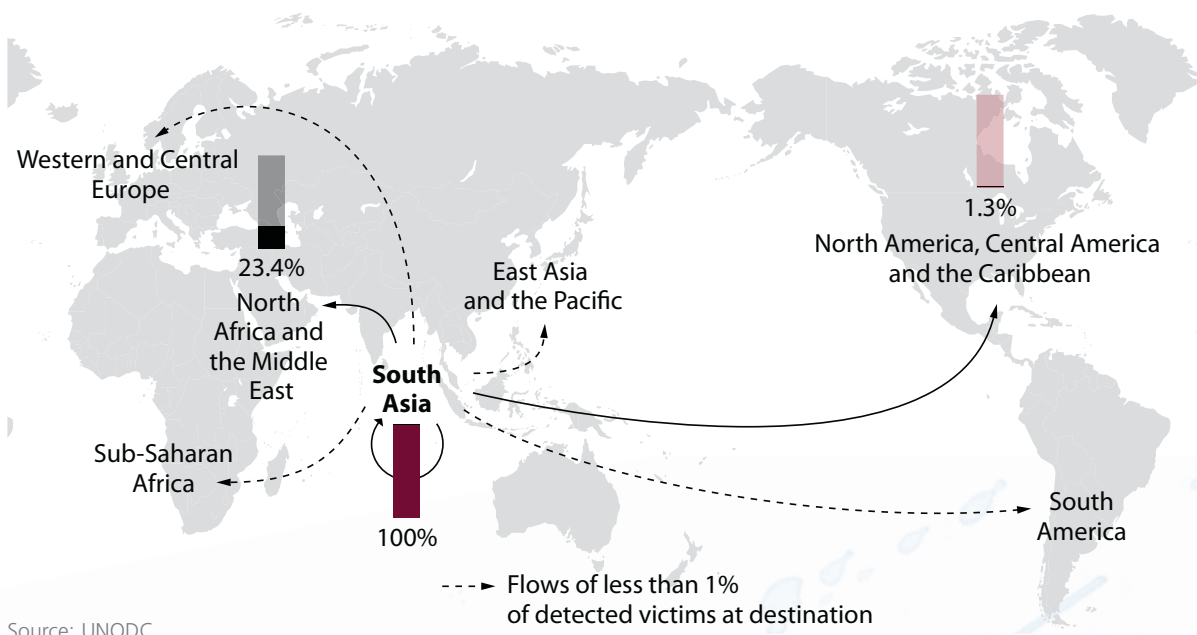 Western and Central
Europe
23.4%
North
Africa and
the Middle
East
East Asia
and the Pacific
1.3%
North America, Central America
and the Caribbean
South
Asia
100%
Sub-Saharan
Africa
South
America
Flows of less than 1%
of detected victims at destination
Source: UNODC